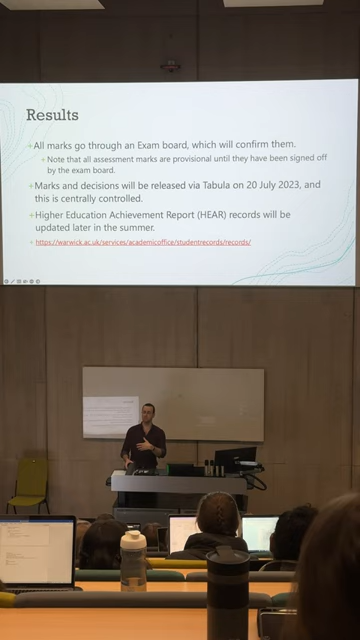 Results
All marks go through an Exam board, which will confirm them.
Note that all assessment marks are provisional until they have been signed off
by the exam board.
Marks and decisions will be released via Tabula on 20 July 2023, and
this is centrally controlled.
Higher Education Achievement Report (HEAR) records will be
updated later in the summer.
https://warwick.ac.uk/services/academicoffice/studentrecords/records/